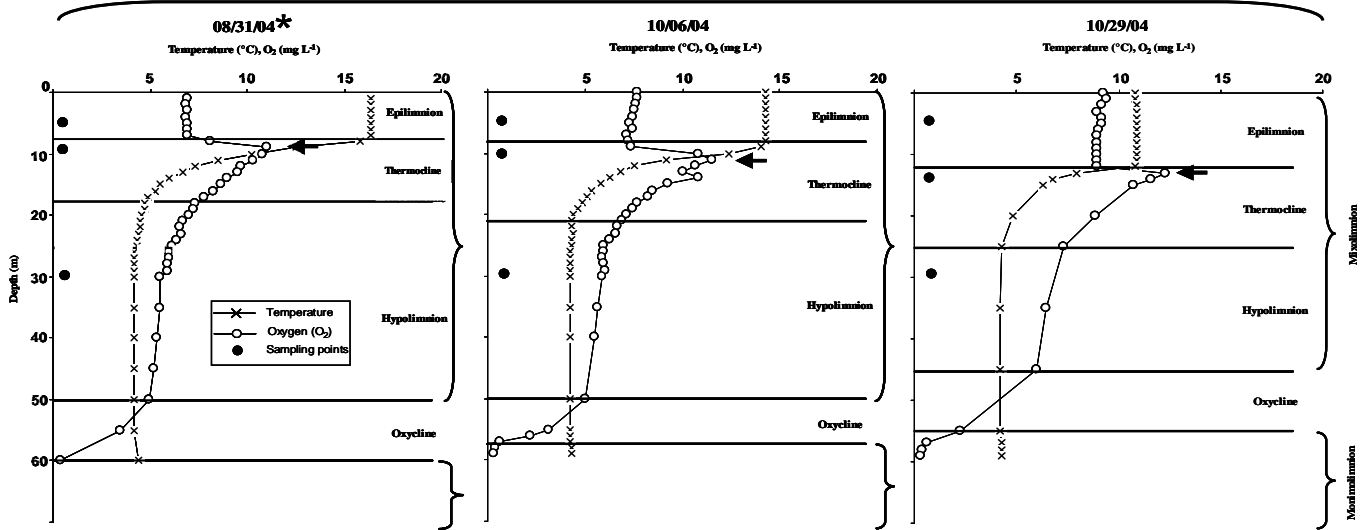 08/31/04*
Temperature (°C), O₂ (mg L⁻¹)
5 10 15 20
0
10
20
30
40
50
60
Depth (m)
Epilimnion
Thermocline
Hypolimnion
Oxycline
Temperature
Oxygen (O₂)
Sampling points
10/06/04
Temperature (°C), O₂ (mg L⁻¹)
5 10 15 20
Epilimnion
Thermocline
Hypolimnion
Oxycline
10/29/04
Temperature (°C), O₂ (mg L⁻¹)
5 10 15 20
Epilimnion
Thermocline
Hypolimnion
Oxycline
Mixolimnion
Monimolimnion